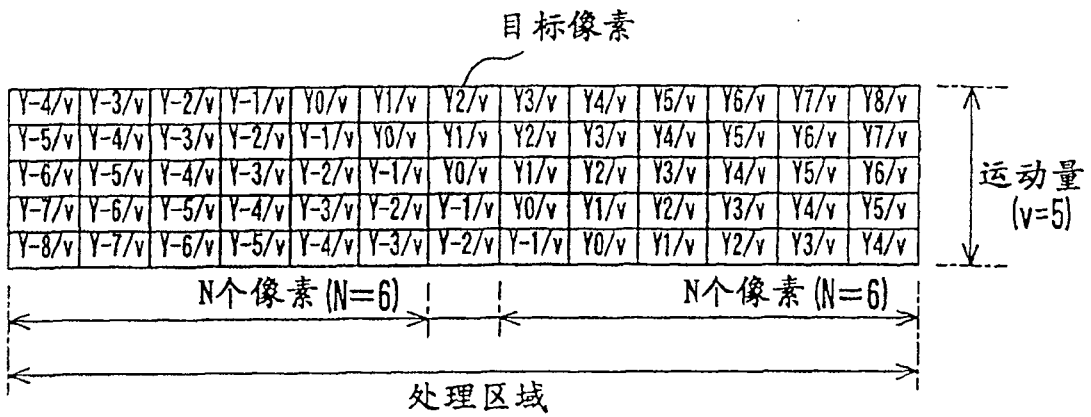 目标像素
Y-4/v Y-3/v Y-2/v Y-1/v Y0/v Y1/v Y2/v Y3/v Y4/v Y5/v Y6/v Y7/v Y8/v
Y-5/v Y-4/v Y-3/v Y-2/v Y-1/v Y0/v Y1/v Y2/v Y3/v Y4/v Y5/v Y6/v Y7/v
Y-6/v Y-5/v Y-4/v Y-3/v Y-2/v Y-1/v Y0/v Y1/v Y2/v Y3/v Y4/v Y5/v Y6/v
Y-7/v Y-6/v Y-5/v Y-4/v Y-3/v Y-2/v Y-1/v Y0/v Y1/v Y2/v Y3/v Y4/v Y5/v
Y-8/v Y-7/v Y-6/v Y-5/v Y-4/v Y-3/v Y-2/v Y-1/v Y0/v Y1/v Y2/v Y3/v Y4/v
运动量
(v=5)
N个像素(N=6) N个像素(N=6)
处理区域